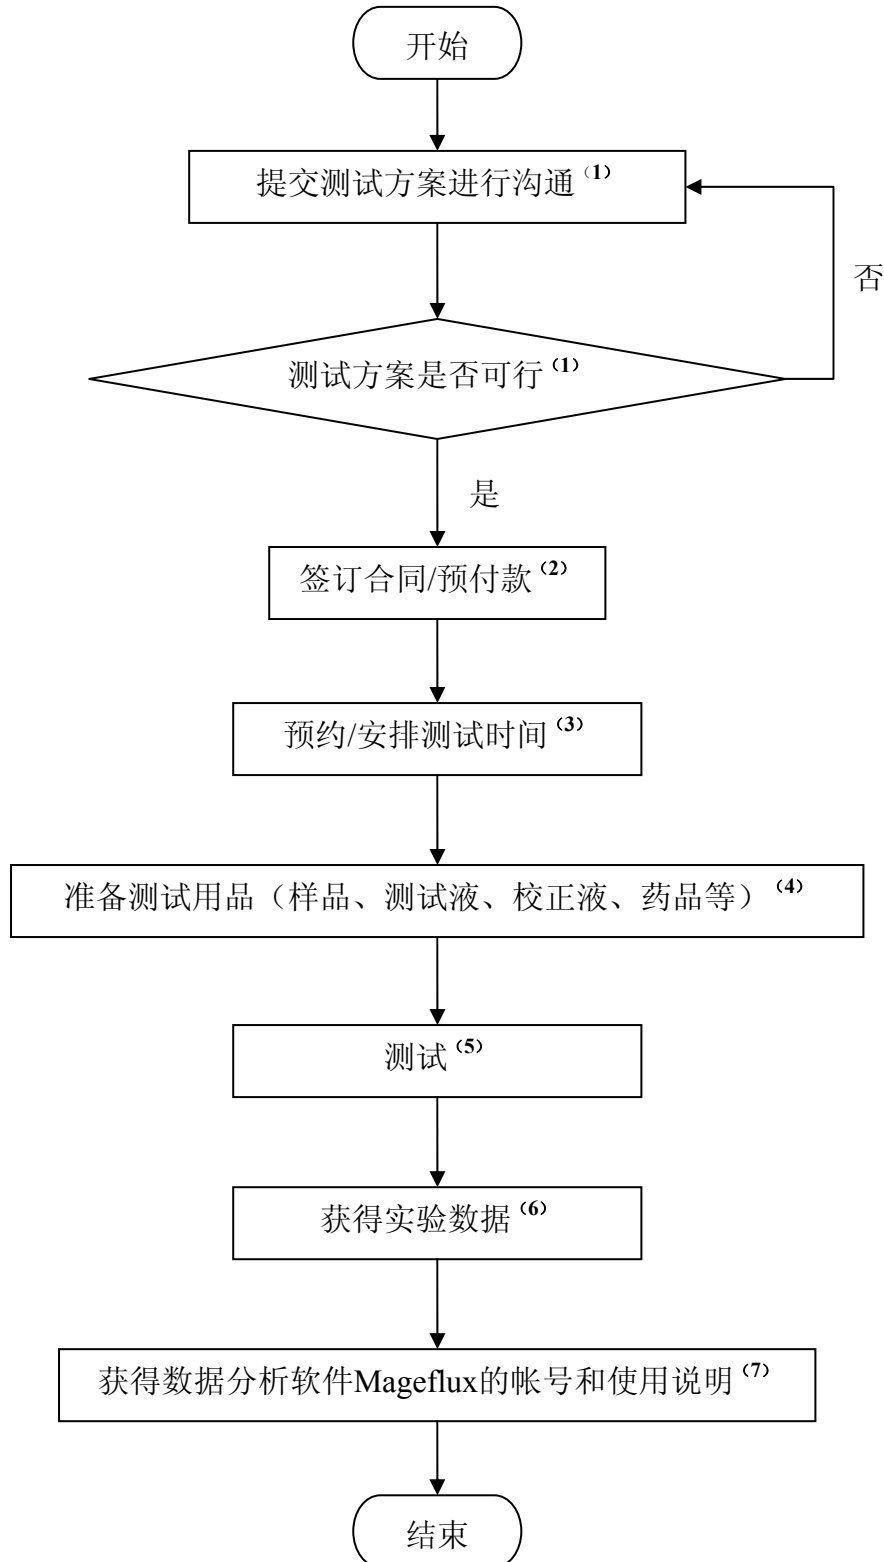 开始
提交测试方案进行沟通（1）
否
测试方案是否可行（1）
是
签订合同/预付款（2）
预约/安排测试时间（3）
准备测试用品（样品、测试液、校正液、药品等）（4）
测试（5）
获得实验数据（6）
获得数据分析软件Mageflux的帐号和使用说明（7）
结束